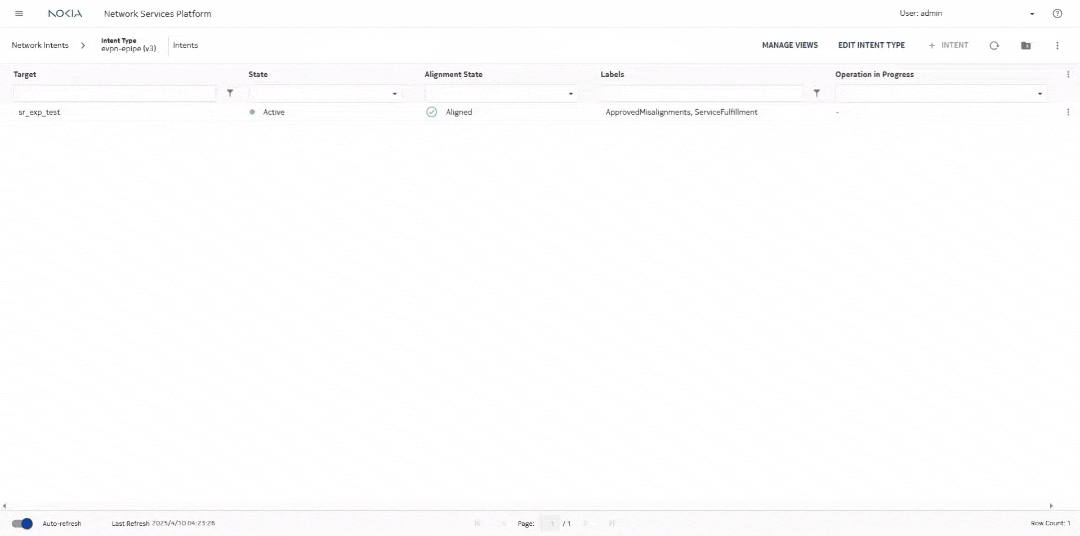 NOKIA Network Services Platform User: admin
Network Intents Intent Type evpn-epipe (v3) Intents MANAGE VIEWS EDIT INTENT TYPE + INTENT
Target State Alignment State Labels Operation in Progress
sr_exp_test Active Aligned ApprovedMisalignments, ServiceFulfillment -
Auto-refresh Last Refresh 2025/4/10 04:23:26 Page: 1 / 1 Row Count: 1